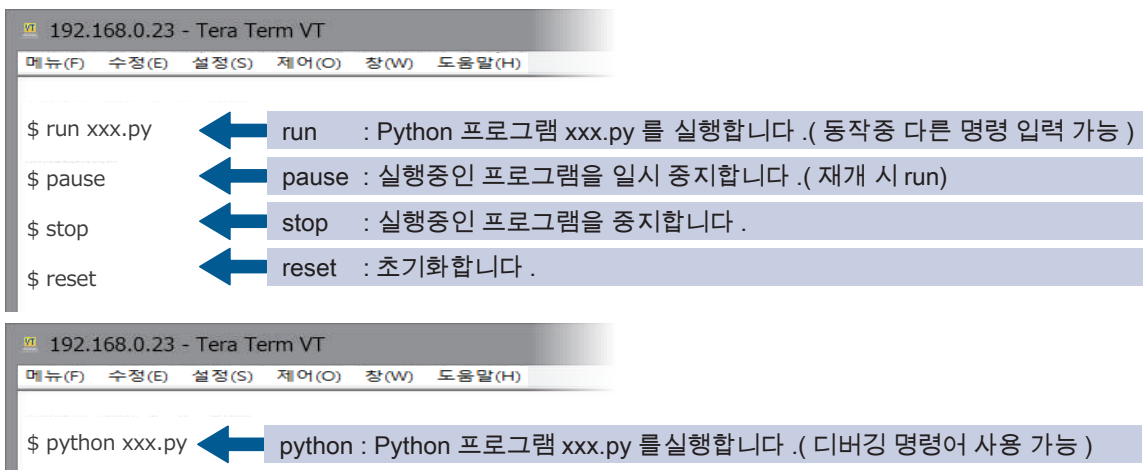 192.168.0.23 - Tera Term VT
메뉴(F) 수정(E) 설정(S) 제어(O) 창(W) 도움말(H)
$ run xxx.py run : Python 프로그램 xxx.py 를 실행합니다 .( 동작중 다른 명령 입력 가능 )
$ pause pause : 실행중인 프로그램을 일시 중지합니다 .( 재개 시 run)
$ stop stop : 실행중인 프로그램을 중지합니다 .
$ reset reset : 초기화합니다 .
192.168.0.23 - Tera Term VT
메뉴(F) 수정(E) 설정(S) 제어(O) 창(W) 도움말(H)
$ python xxx.py python : Python 프로그램 xxx.py 를실행합니다 .( 디버깅 명령어 사용 가능 )